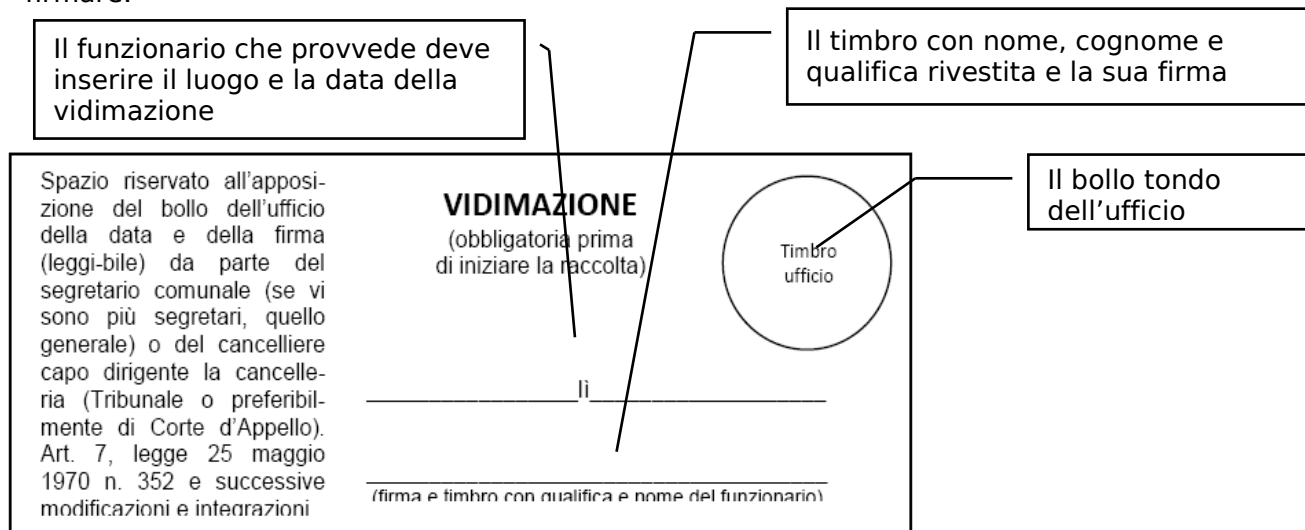 firmare.
Il funzionario che provvede deve
inserire il luogo e la data della
vidimazione
Il timbro con nome, cognome e
qualifica rivestita e la sua firma
Il bollo tondo
dell’ufficio
Spazio riservato all’apposi-
zione del bollo dell’ufficio
della data e della firma
(leggi-bile) da parte del
segretario comunale (se vi
sono più segretari, quello
generale) o del cancelliere
capo dirigente la cancelle-
ria (Tribunale o preferibil-
mente di Corte d’Appello).
Art. 7, legge 25 maggio
1970 n. 352 e successive
modificazioni e integrazioni
VIDIMAZIONE
(obbligatoria prima
di iniziare la raccolta)
Timbro
ufficio
__________________lì____________________
(firma e timbro con qualifica e nome del funzionario)